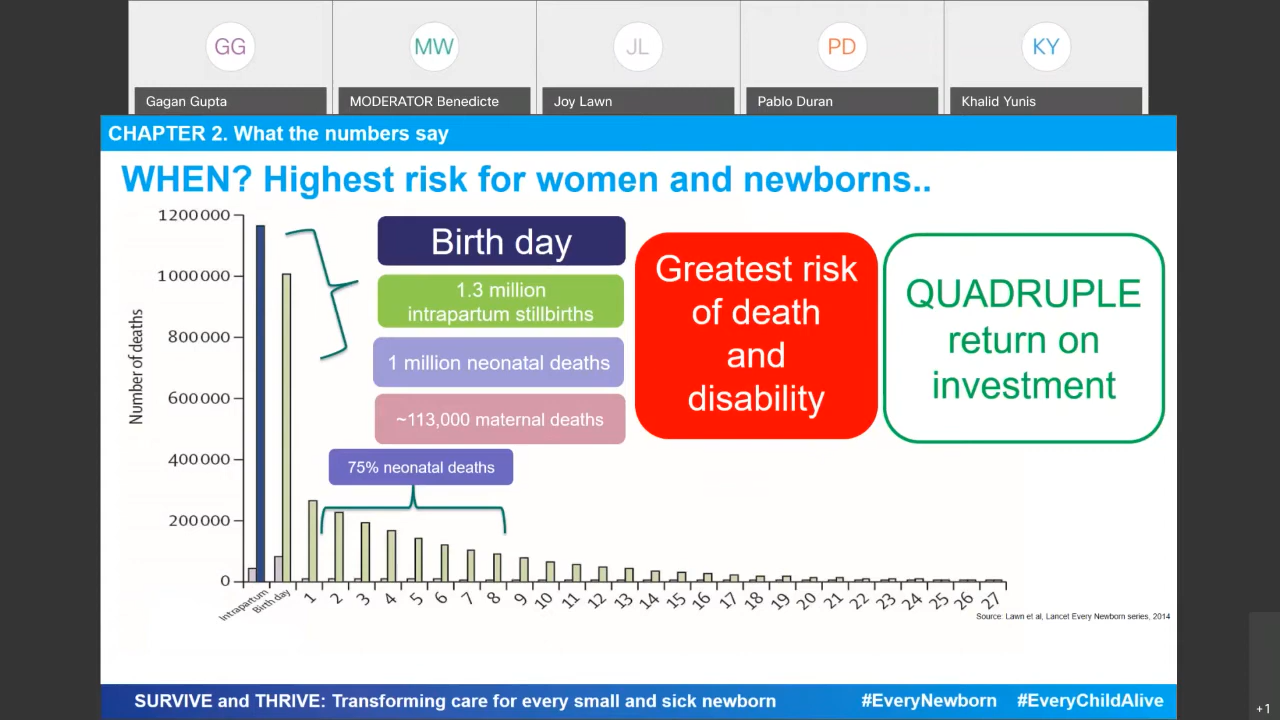 GG
MW
JL
PD
KY
Gagan Gupta
MODERATOR Benedicte
Joy Lawn
Pablo Duran
Khalid Yunis
CHAPTER 2. What the numbers say
WHEN? Highest risk for women and newborns..
Number of deaths
1200000
1000000
800000
600000
400000
200000
0
Birth day
1.3 million
intrapartum stillbirths
1 million neonatal deaths
~113,000 maternal deaths
75% neonatal deaths
Greatest risk
of death
and
disability
QUADRUPLE
return on
investment
Intrapartum
Birth day
1 2 3 4 5 6 7 8 9 10 11 12 13 14 15 16 17 18 19 20 21 22 23 24 25 26 27
Source: Lawn et al, Lancet Every Newborn series, 2014
SURVIVE and THRIVE: Transforming care for every small and sick newborn
#EveryNewborn #EveryChildAlive
+1